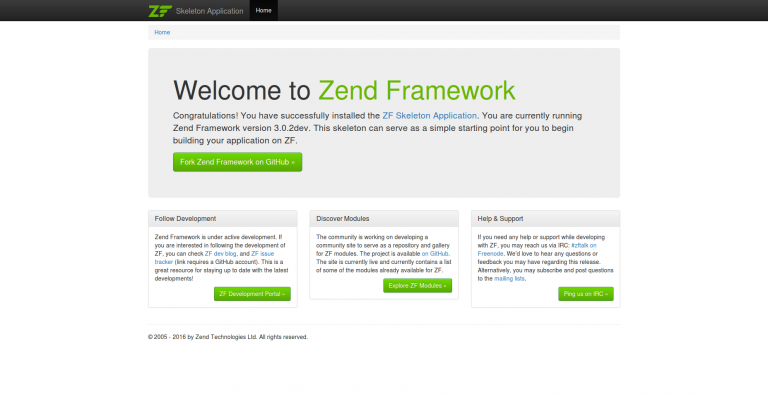 ZF Skeleton Application Home
Home
Welcome to Zend Framework
Congratulations! You have successfully installed the ZF Skeleton Application. You are currently running
Zend Framework version 3.0.2dev. This skeleton can serve as a simple starting point for you to begin
building your application on ZF.
Fork Zend Framework on GitHub »
Follow Development
Zend Framework is under active development. If
you are interested in following the development of
ZF, you can check ZF dev blog, and ZF issue
tracker (link requires a GitHub account). This is a
great resource for staying up to date with the latest
developments!
ZF Development Portal »
Discover Modules
The community is working on developing a
community site to serve as a repository and gallery
for ZF modules. The project is available on GitHub.
The site is currently live and currently contains a list
of some of the modules already available for ZF.
Explore ZF Modules »
Help & Support
If you need any help or support while developing
with ZF, you may reach us via IRC: #zftalk on
Freenode. We'd love to hear any questions or
feedback you may have regarding this release.
Alternatively, you may subscribe and post questions
to the mailing lists.
Ping us on IRC »
© 2005 - 2016 by Zend Technologies Ltd. All rights reserved.